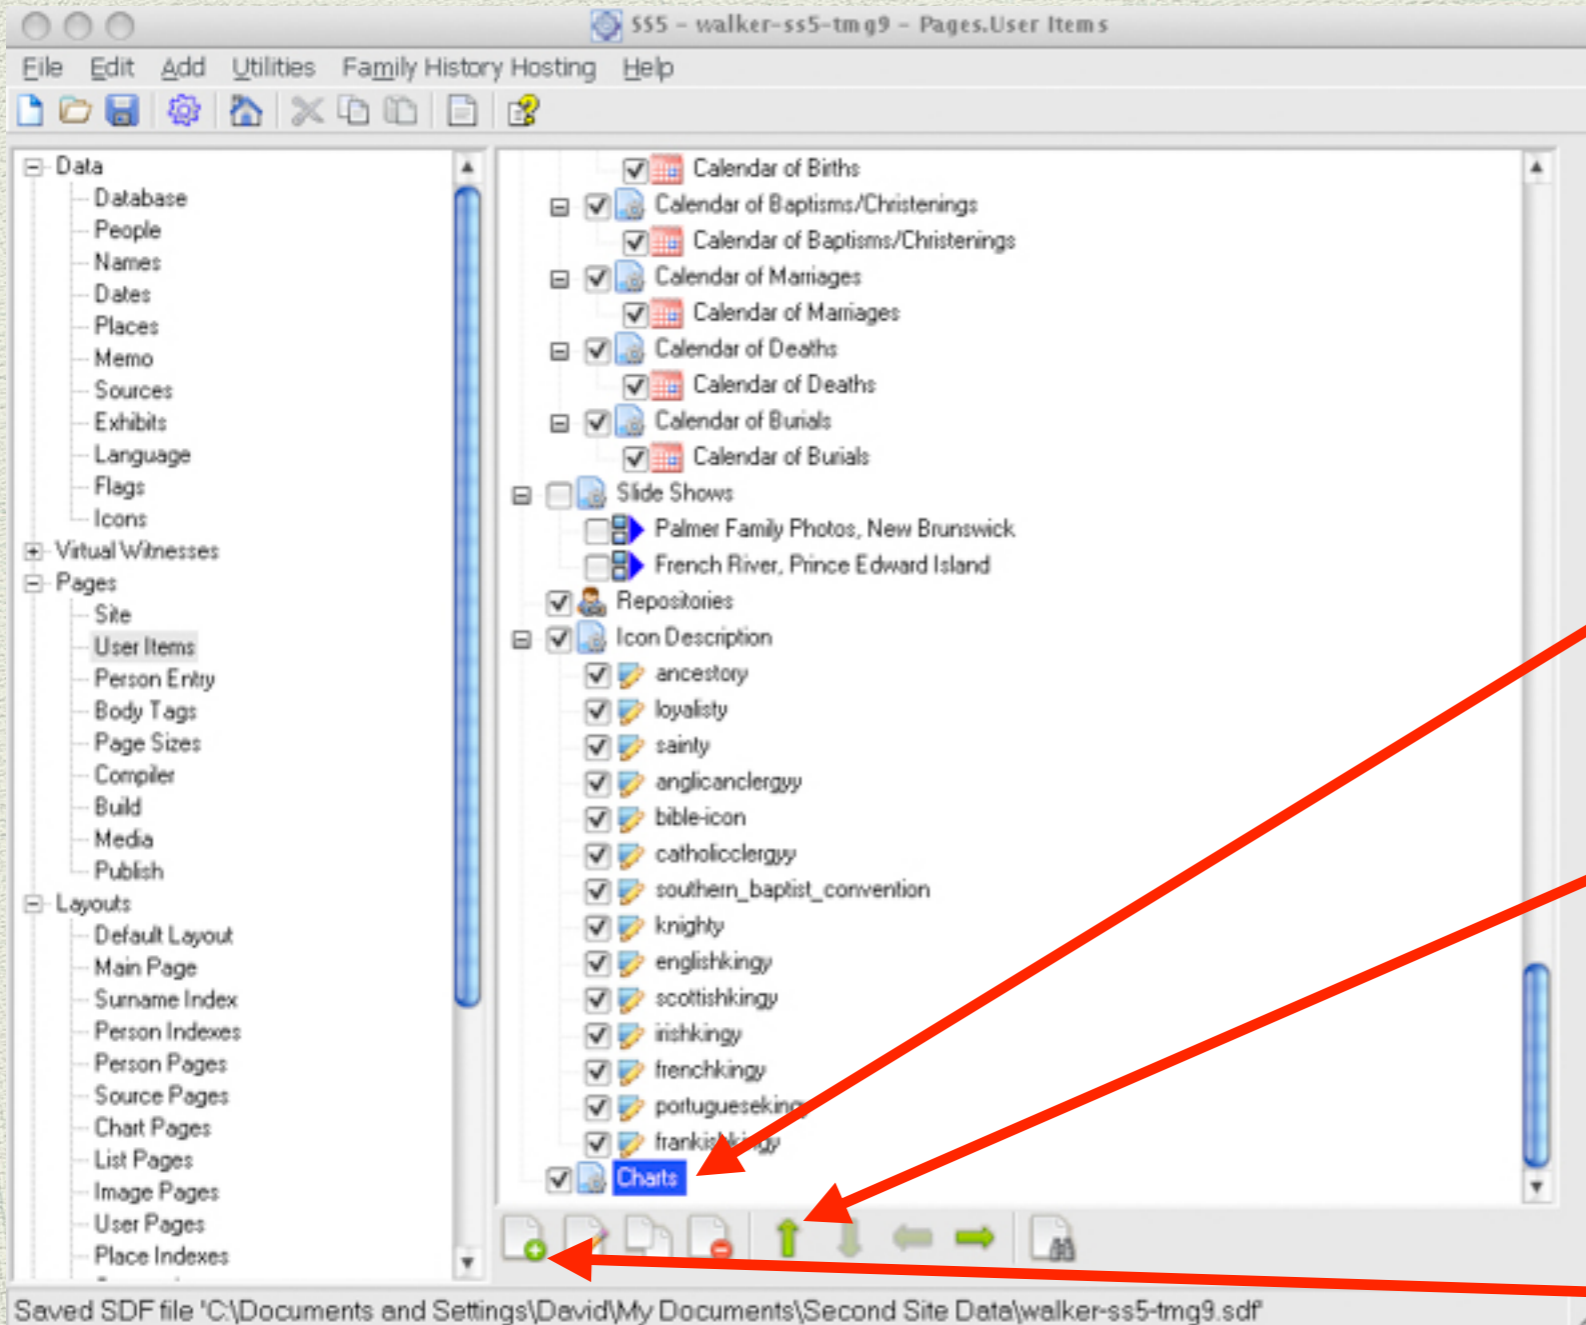 SS5 - walker-ss5-tmg9 - Pages.User Items
File Edit Add Utilities Family History Hosting Help
Data
Database
People
Names
Dates
Places
Memo
Sources
Exhibits
Language
Flags
Icons
Virtual Witnesses
Pages
Site
User Items
Person Entry
Body Tags
Page Sizes
Compiler
Build
Media
Publish
Layouts
Default Layout
Main Page
Surname Index
Person Indexes
Person Pages
Source Pages
Chart Pages
List Pages
Image Pages
User Pages
Place Indexes
Calendar of Births
Calendar of Baptisms/Christenings
Calendar of Baptisms/Christenings
Calendar of Marriages
Calendar of Marriages
Calendar of Deaths
Calendar of Deaths
Calendar of Burials
Calendar of Burials
Slide Shows
Palmer Family Photos, New Brunswick
French River, Prince Edward Island
Repositories
Icon Description
ancestory
loyalisty
sainty
anglicanclergyy
bible-icon
catholicclergyy
southern_baptist_convention
knighty
englishkingy
scottishkingy
irishkingy
frenchkingy
portuguesekingy
frankishkingy
Charts
Saved SDF file 'C:\Documents and Settings\David\My Documents\Second Site Data\walker-ss5-tmg9.sdf'